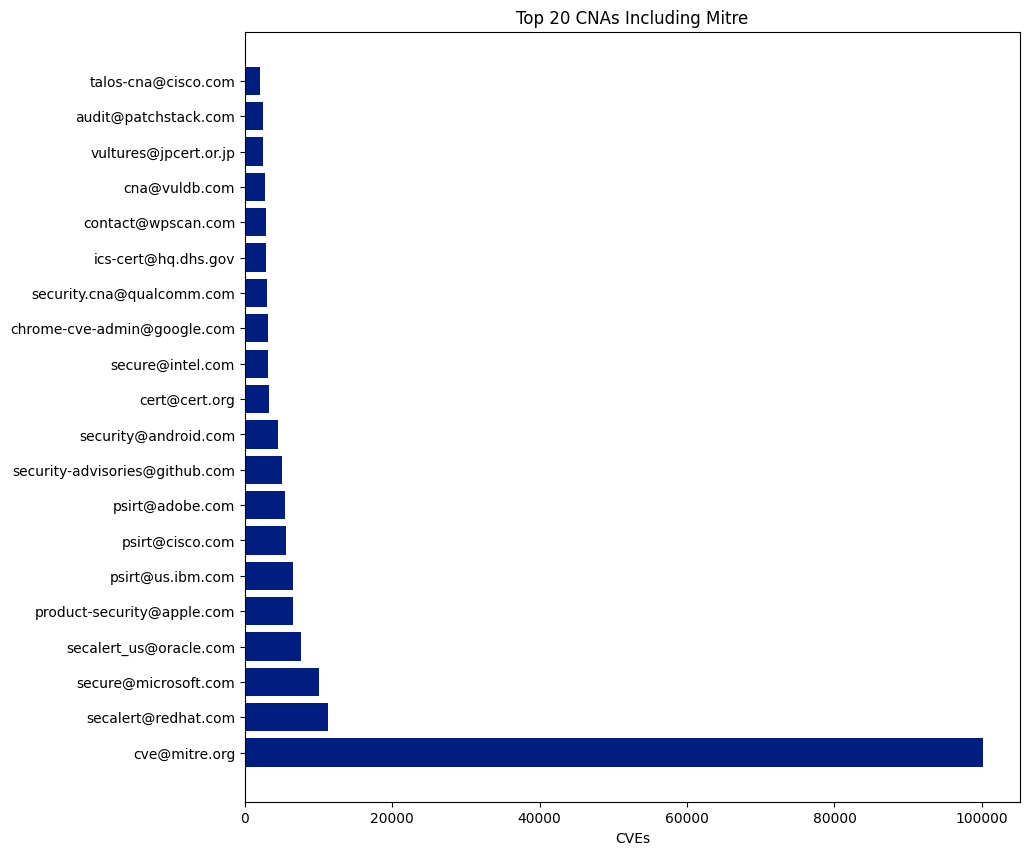 Top 20 CNAs Including Mitre
talos-cna@cisco.com
audit@patchstack.com
vultures@jpcert.or.jp
cna@vuldb.com
contact@wpscan.com
ics-cert@hq.dhs.gov
security.cna@qualcomm.com
chrome-cve-admin@google.com
secure@intel.com
cert@cert.org
security@android.com
security-advisories@github.com
psirt@adobe.com
psirt@cisco.com
psirt@us.ibm.com
product-security@apple.com
secalert_us@oracle.com
secure@microsoft.com
secalert@redhat.com
cve@mitre.org
0 20000 40000 60000 80000 100000
CVEs